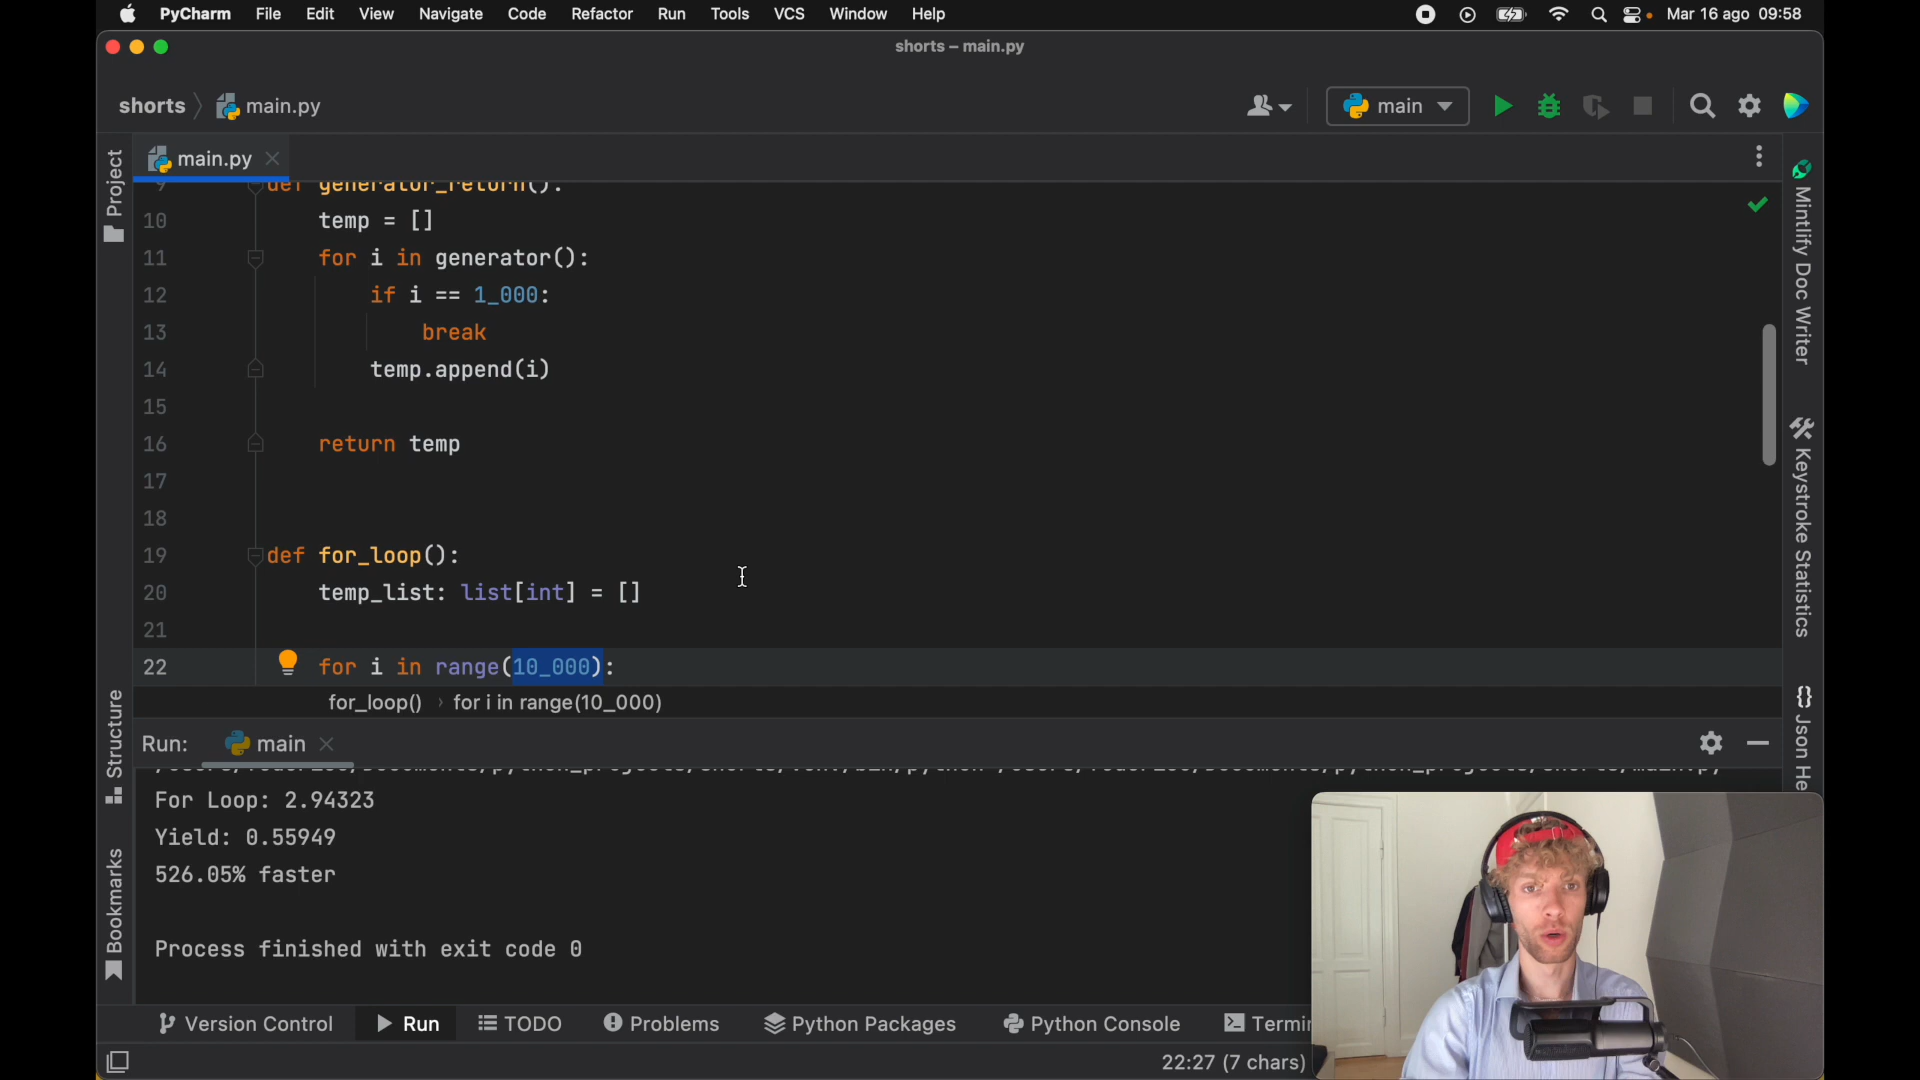 PyCharm File Edit View Navigate Code Refactor Run Tools VCS Window Help Mar 16 ago 09:58
shorts – main.py
shorts main.py main
main.py
Project
9 def generator_return():
10 temp = []
11 for i in generator():
12 if i == 1_000:
13 break
14 temp.append(i)
15
16 return temp
17
18
19 def for_loop():
20 temp_list: list[int] = []
21
22 for i in range(10_000):
for_loop() › for i in range(10_000)
Mintlify Doc Writer
Keystroke Statistics
{} Json He
Structure
Bookmarks
Run: main
For Loop: 2.94323
Yield: 0.55949
526.05% faster
Process finished with exit code 0
Version Control Run TODO Problems Python Packages Python Console
22:27 (7 chars)